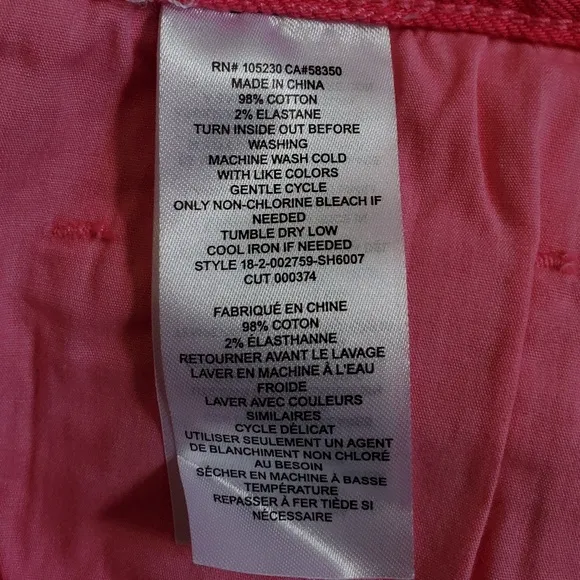 RN# 105230 CA#58350
MADE IN CHINA
98% COTTON
2% ELASTANE
TURN INSIDE OUT BEFORE
WASHING
MACHINE WASH COLD
WITH LIKE COLORS
GENTLE CYCLE
ONLY NON-CHLORINE BLEACH IF
NEEDED
TUMBLE DRY LOW
COOL IRON IF NEEDED
STYLE 18-2-002759-SH6007
CUT 000374
FABRIQUÉ EN CHINE
98% COTON
2% ÉLASTHANNE
RETOURNER AVANT LE LAVAGE
LAVER EN MACHINE À L'EAU
FROIDE
LAVER AVEC COULEURS
SIMILAIRES
CYCLE DÉLICAT
UTILISER SEULEMENT UN AGENT
DE BLANCHIMENT NON CHLORÉ
AU BESOIN
SÉCHER EN MACHINE À BASSE
TEMPÉRATURE
REPASSER À FER TIÈDE SI
NÉCESSAIRE